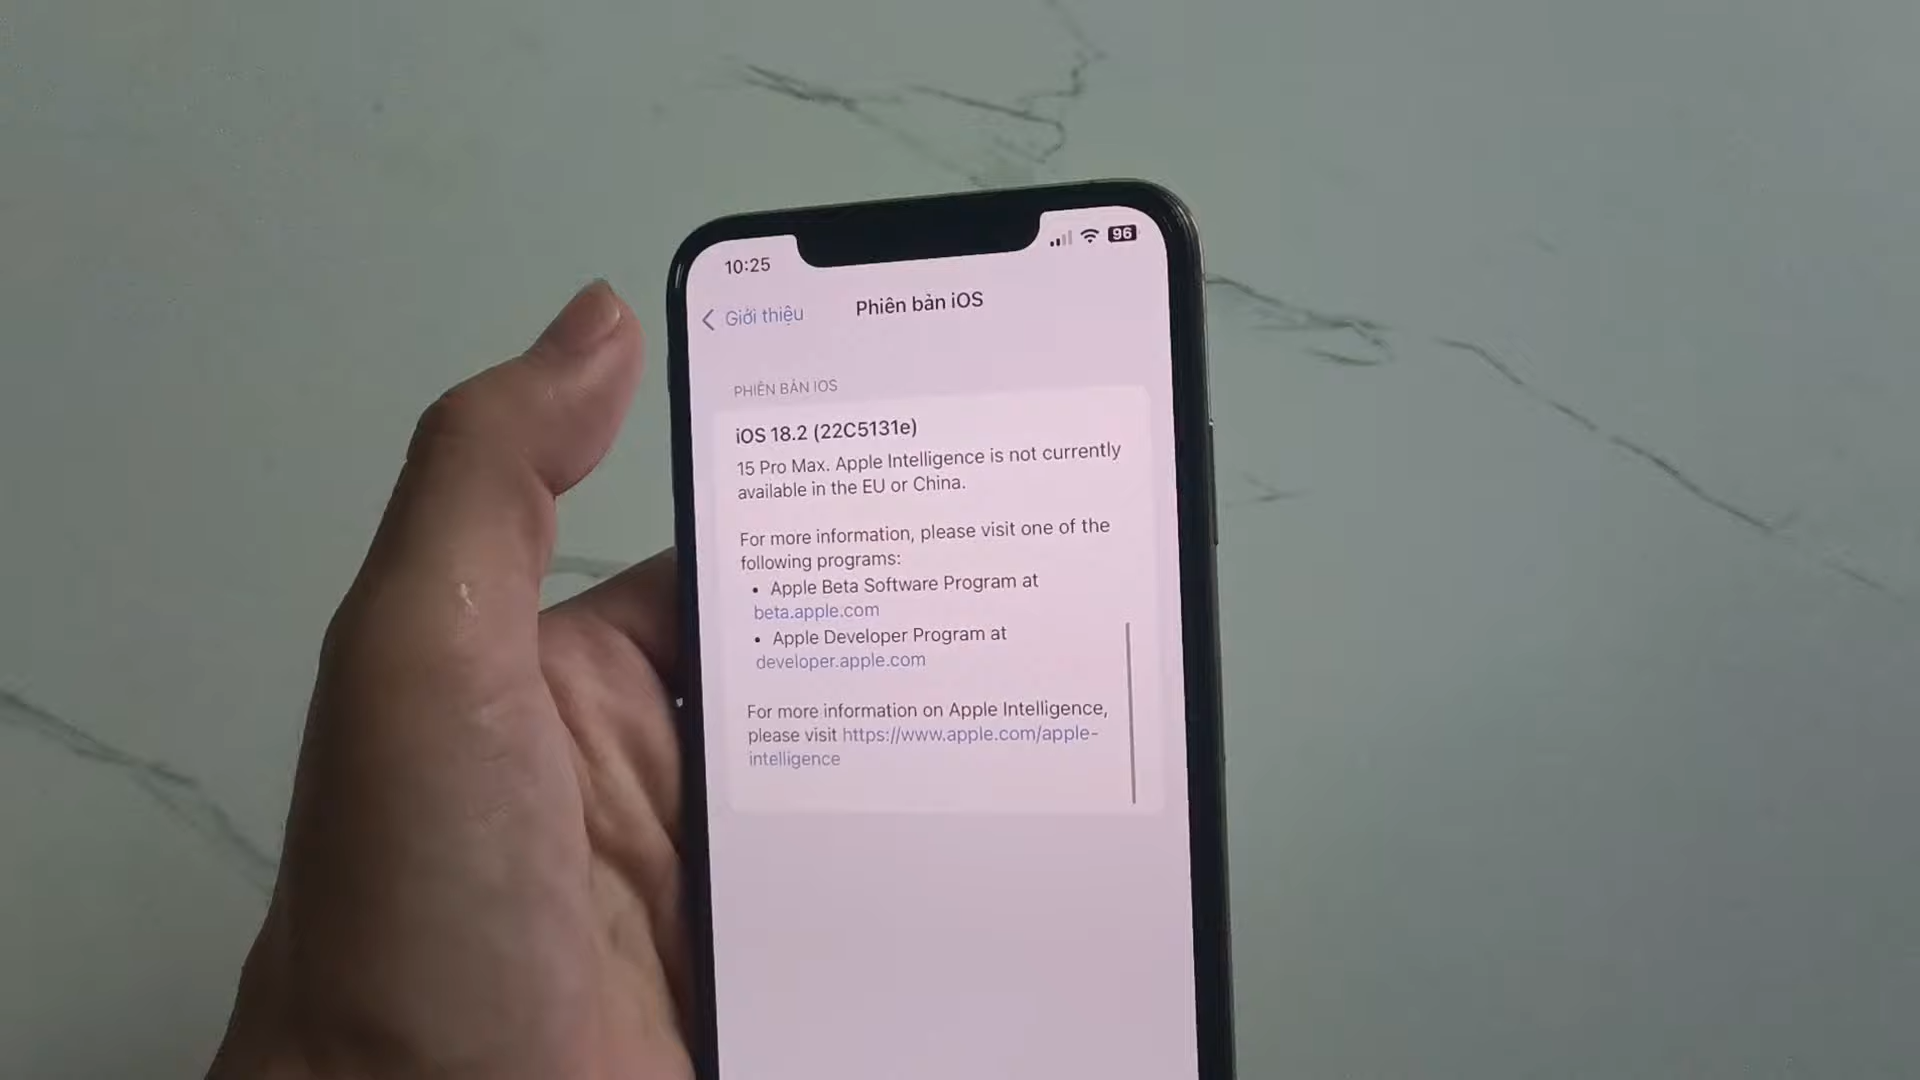 10:25
96
Giới thiệu
Phiên bản iOS
PHIÊN BẢN IOS
iOS 18.2 (22C5131e)
15 Pro Max. Apple Intelligence is not currently
available in the EU or China.
For more information, please visit one of the
following programs:
• Apple Beta Software Program at
beta.apple.com
• Apple Developer Program at
developer.apple.com
For more information on Apple Intelligence,
please visit https://www.apple.com/apple-
intelligence